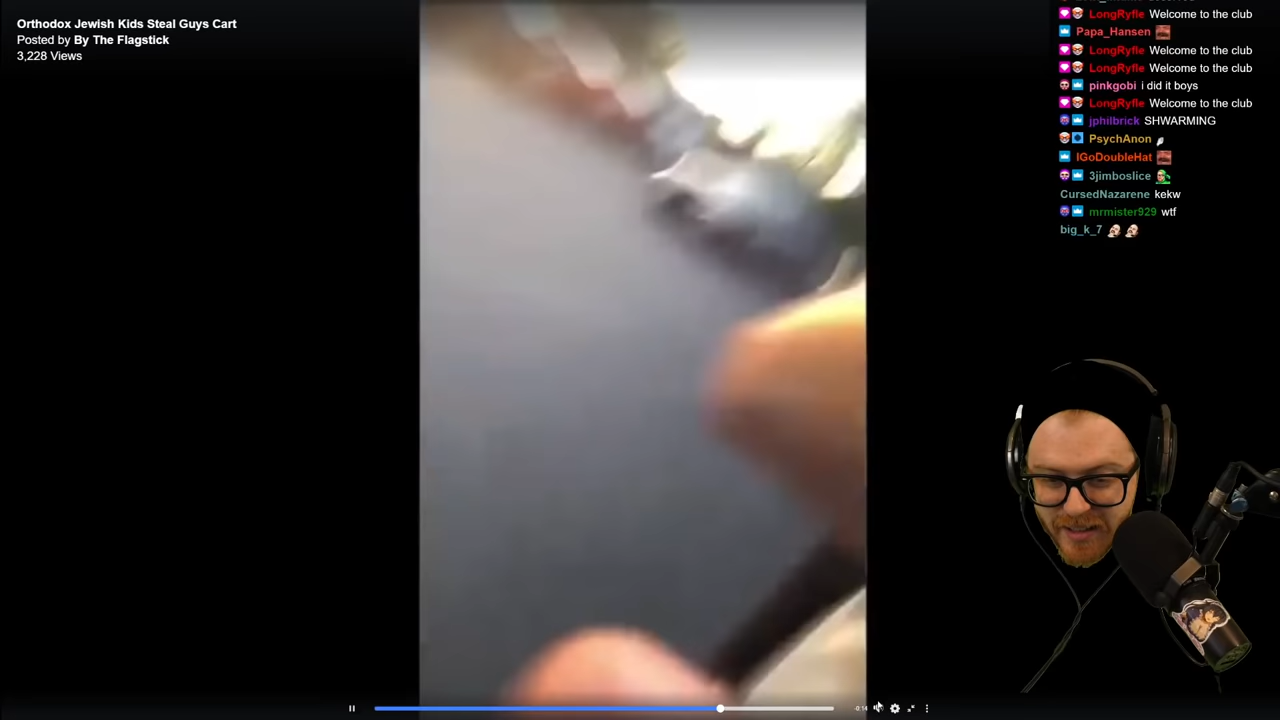 Orthodox Jewish Kids Steal Guys Cart
Posted by By The Flagstick
3,228 Views
LongRyfle Welcome to the club
Papa_Hansen
LongRyfle Welcome to the club
LongRyfle Welcome to the club
pinkgobi i did it boys
LongRyfle Welcome to the club
jphilbrick SHWARMING
PsychAnon
IGoDoubleHat
3jimboslice
CursedNazarene kekw
mrmister929 wtf
big_k_7
-0:14